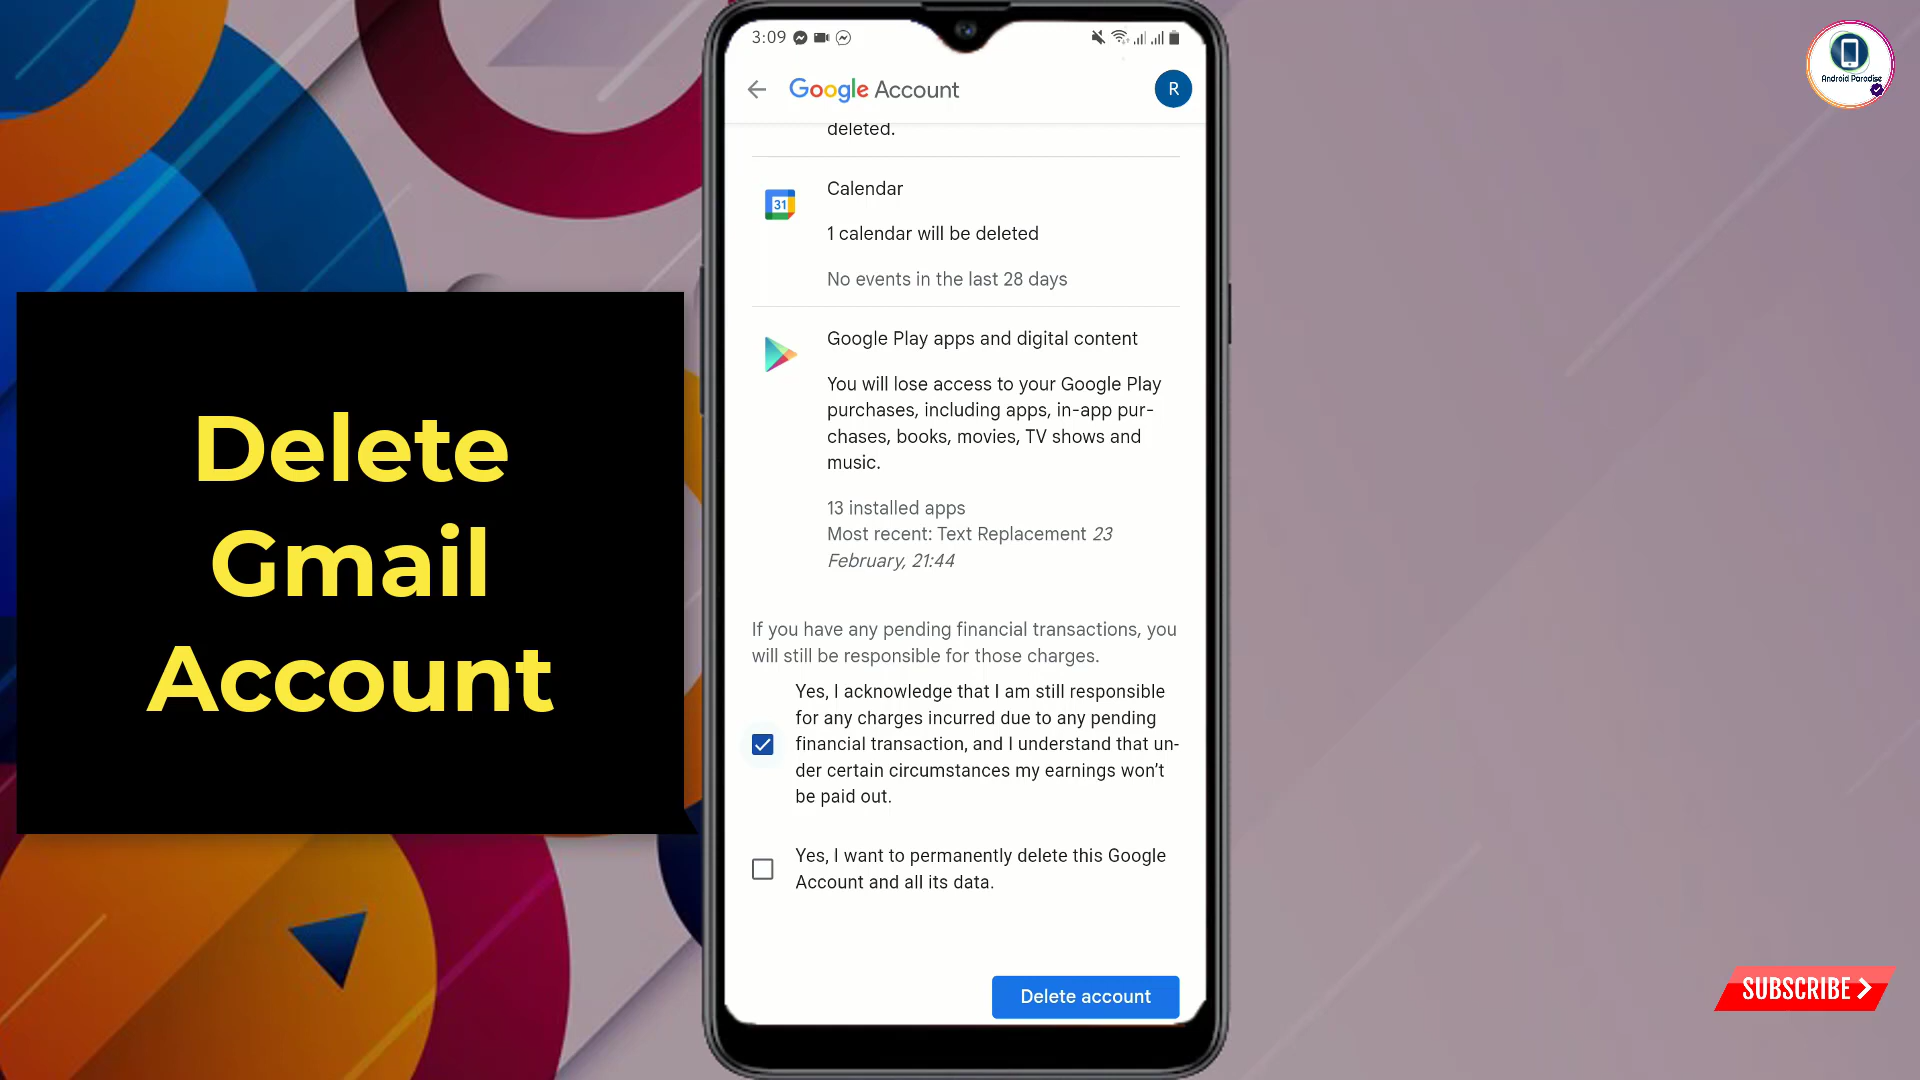 3:09
Google Account
R
Android Paradise
deleted.
Calendar
31
1 calendar will be deleted
No events in the last 28 days
Google Play apps and digital content
You will lose access to your Google Play
purchases, including apps, in-app pur-
chases, books, movies, TV shows and
music.
13 installed apps
Most recent: Text Replacement 23
February, 21:44
If you have any pending financial transactions, you
will still be responsible for those charges.
Yes, I acknowledge that I am still responsible
for any charges incurred due to any pending
financial transaction, and I understand that un-
der certain circumstances my earnings won't
be paid out.
Yes, I want to permanently delete this Google
Account and all its data.
Delete account
Delete
Gmail
Account
SUBSCRIBE